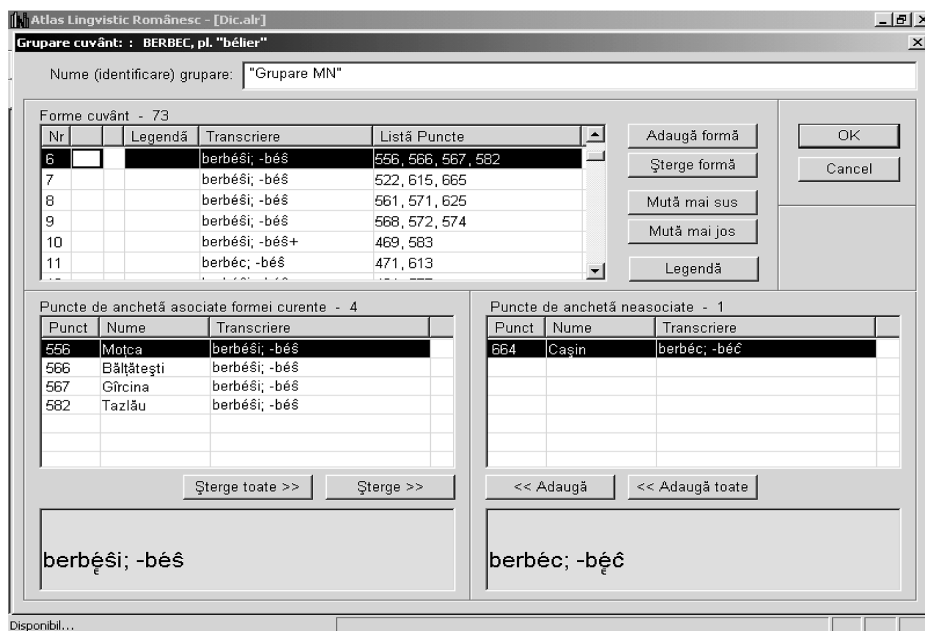 Atlas Lingvistic Românesc - [Dic.alr]
Grupare cuvânt: : BERBEC, pl. "bélier"
Nume (identificare) grupare: "Grupare MN"
Forme cuvânt - 73
Nr Legendă Transcriere Listă Puncte
6 berbéŝi; -béŝ 556, 566, 567, 582
7 berbéŝi; -béŝ 522, 615, 665
8 berbéŝi; -béŝ 561, 571, 625
9 berbéŝi; -béŝ 568, 572, 574
10 berbéŝi; -béŝ+ 469, 583
11 berbéc; -béŝ 471, 613
Adaugă formă
Şterge formă
Mută mai sus
Mută mai jos
Legendă
OK
Cancel
Puncte de anchetă asociate formei curente - 4
Punct Nume Transcriere
556 Moţca berbéŝi; -béŝ
566 Bălţăteşti berbéŝi; -béŝ
567 Gîrcina berbéŝi; -béŝ
582 Tazlău berbéŝi; -béŝ
Şterge toate >> Şterge >>
berbé̜ŝi; -béŝ
Puncte de anchetă neasociate - 1
Punct Nume Transcriere
664 Caşin berbéc; -béĉ
<< Adaugă << Adaugă toate
berbéc; -bé̜ĉ
Disponibil...